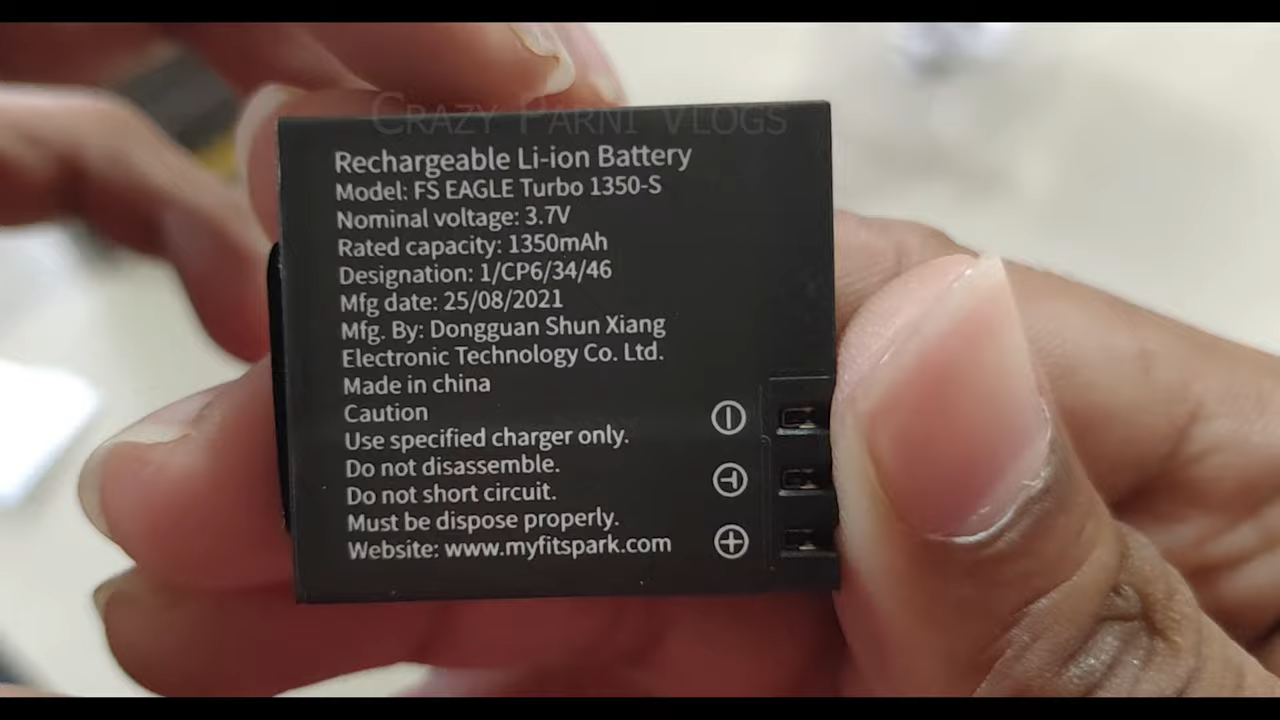 CRAZY PARNI VLOGS
Rechargeable Li-ion Battery
Model: FS EAGLE Turbo 1350-S
Nominal voltage: 3.7V
Rated capacity: 1350mAh
Designation: 1/CP6/34/46
Mfg date: 25/08/2021
Mfg. By: Dongguan Shun Xiang
Electronic Technology Co. Ltd.
Made in china
Caution
Use specified charger only.
Do not disassemble.
Do not short circuit.
Must be dispose properly.
Website: www.myfitspark.com